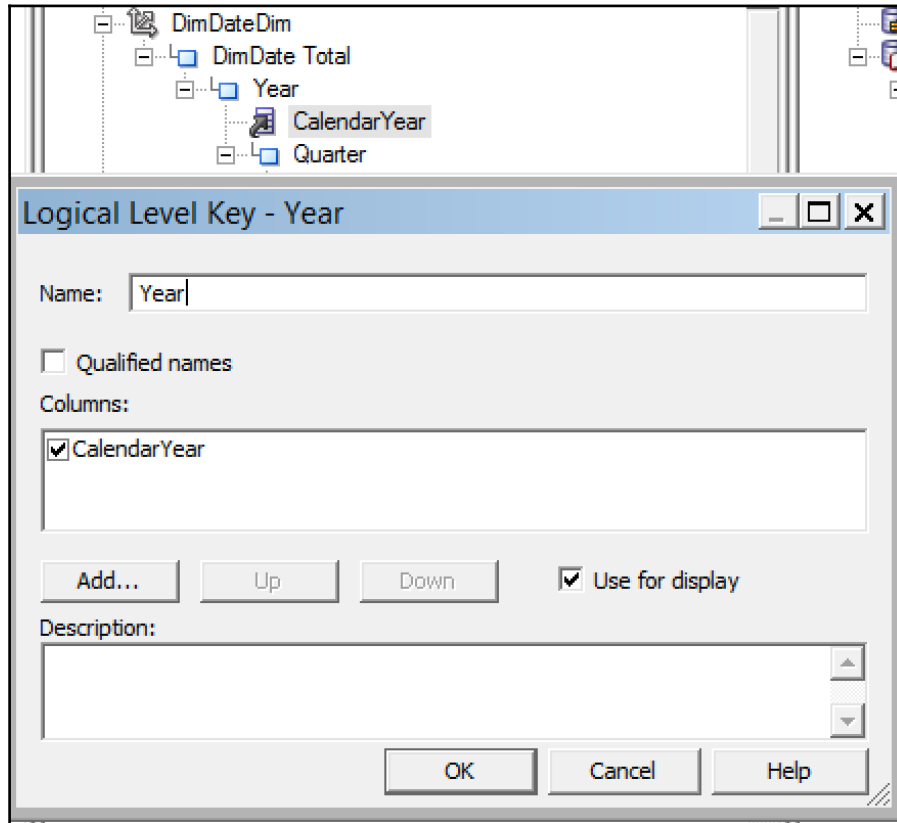 DimDateDim
DimDate Total
Year
CalendarYear
Quarter
Logical Level Key - Year
Name: Year
Qualified names
Columns:
CalendarYear
Add... Up Down Use for display
Description:
OK Cancel Help